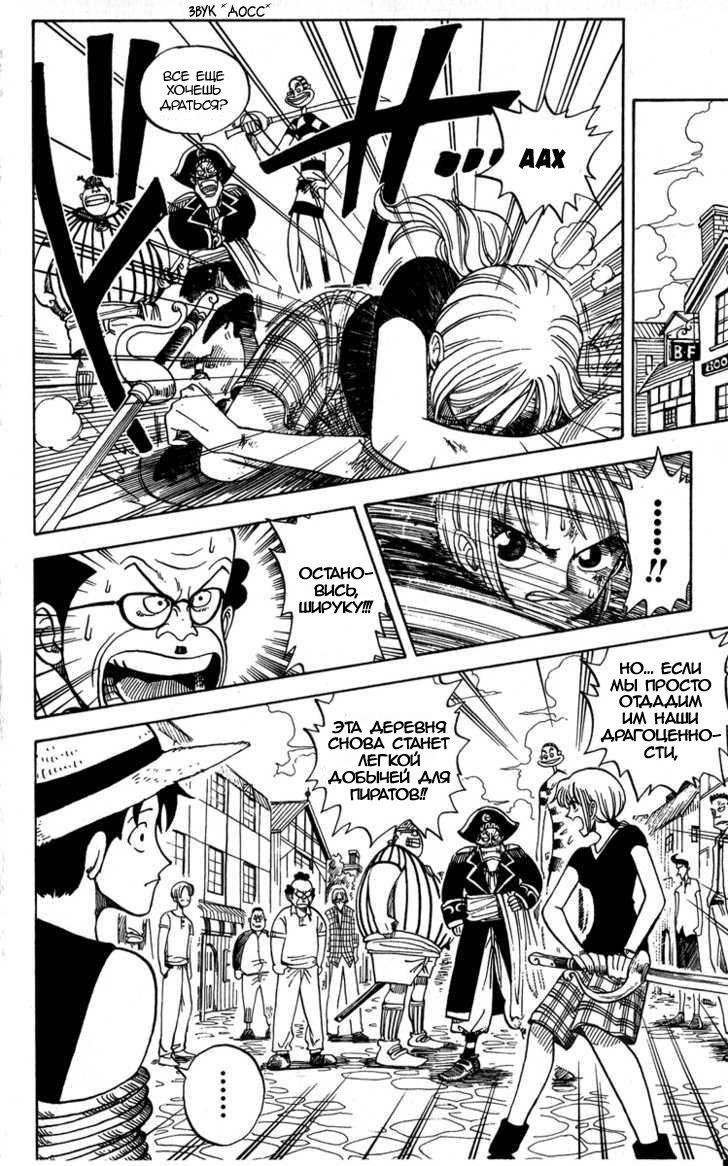 ЗВУК "ДОСС"
ВСЕ ЕЩЕ
ХОЧЕШЬ
ДРАТЬСЯ?
ААХ
BF
......!!
ОСТАНО-
ВИСЬ,
ШИРУКУ!!!
НО... ЕСЛИ
МЫ ПРОСТО
ОТДАДИМ
ИМ НАШИ
ДРАГОЦЕННО-
СТИ,
ЭТА ДЕРЕВНЯ
СНОВА СТАНЕТ
ЛЕГКОЙ
ДОБЫЧЕЙ ДЛЯ
ПИРАТОВ!!
......